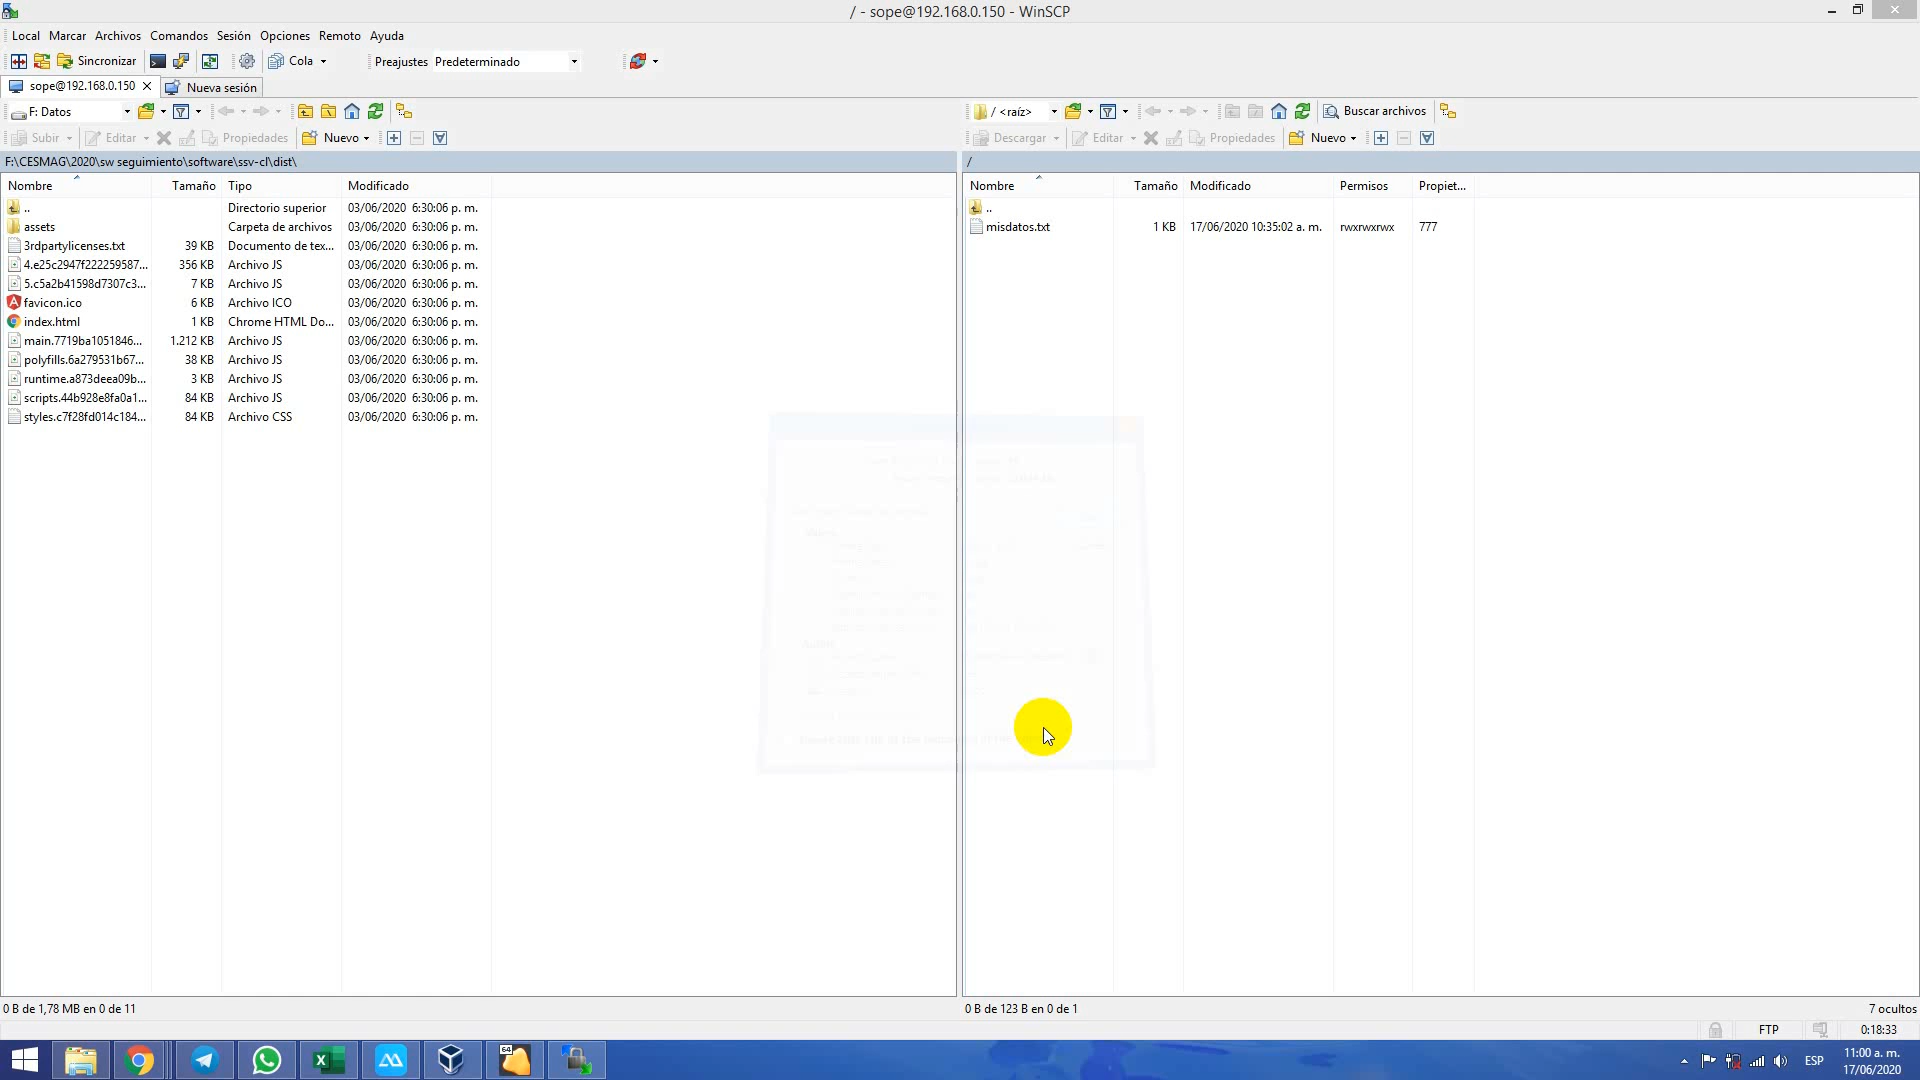 / - sope@192.168.0.150 - WinSCP
Local Marcar Archivos Comandos Sesión Opciones Remoto Ayuda
Sincronizar Cola Preajustes Predeterminado
sope@192.168.0.150 Nueva sesión
F: Datos
/ <raíz> Buscar archivos
Subir Editar Propiedades Nuevo
Descargar Editar Propiedades Nuevo
F:\CESMAG\2020\sw seguimiento\software\ssv-cl\dist\
/
Nombre Tamaño Tipo Modificado
.. Directorio superior 03/06/2020 6:30:06 p. m.
assets Carpeta de archivos 03/06/2020 6:30:06 p. m.
3rdpartylicenses.txt 39 KB Documento de tex... 03/06/2020 6:30:06 p. m.
4.e25c2947f222259587... 356 KB Archivo JS 03/06/2020 6:30:06 p. m.
5.c5a2b41598d7307c3... 7 KB Archivo JS 03/06/2020 6:30:06 p. m.
favicon.ico 6 KB Archivo ICO 03/06/2020 6:30:06 p. m.
index.html 1 KB Chrome HTML Do... 03/06/2020 6:30:06 p. m.
main.7719ba1051846... 1.212 KB Archivo JS 03/06/2020 6:30:06 p. m.
polyfills.6a279531b67... 38 KB Archivo JS 03/06/2020 6:30:06 p. m.
runtime.a873deea09b... 3 KB Archivo JS 03/06/2020 6:30:06 p. m.
scripts.44b928e8fa0a1... 84 KB Archivo JS 03/06/2020 6:30:06 p. m.
styles.c7f28fd014c184... 84 KB Archivo CSS 03/06/2020 6:30:06 p. m.
Nombre Tamaño Modificado Permisos Propiet...
..
misdatos.txt 1 KB 17/06/2020 10:35:02 a. m. rwxrwxrwx 777
0 B de 1,78 MB en 0 de 11
0 B de 123 B en 0 de 1
7 ocultos
FTP 0:18:33
64
ESP
11:00 a. m.
17/06/2020